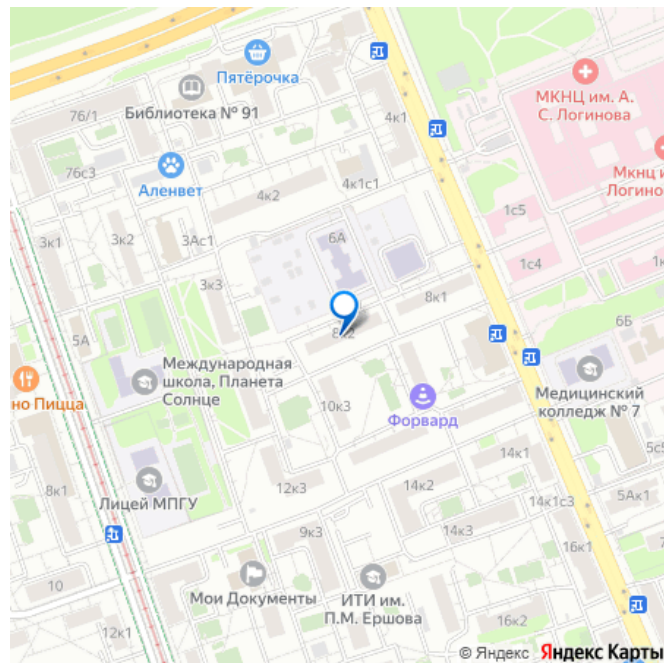 Пятёрочка
МКНЦ им. А.
С. Логинова
Библиотека № 91
76/1
4к1
Мкнц и
Логино
76с3
Аленвет
4к2
4к1с1
1с5
3к1
3к2
3Ас1
6А
1с4
1к
3к3
8к1
5А
8к2
6Б
Международная
школа, Планета
Солнце
но Пицца
10к3
Форвард
Медицинский
колледж № 7
8к1
Лицей МПГУ
12к3
14к2
14к1
5с5
5Ак1
14к1с3
9к3
14к3
16к1
10
Мои Документы
ИТИ им.
П.М. Ершова
12к1
16к2
© Яндекс Яндекс Карты